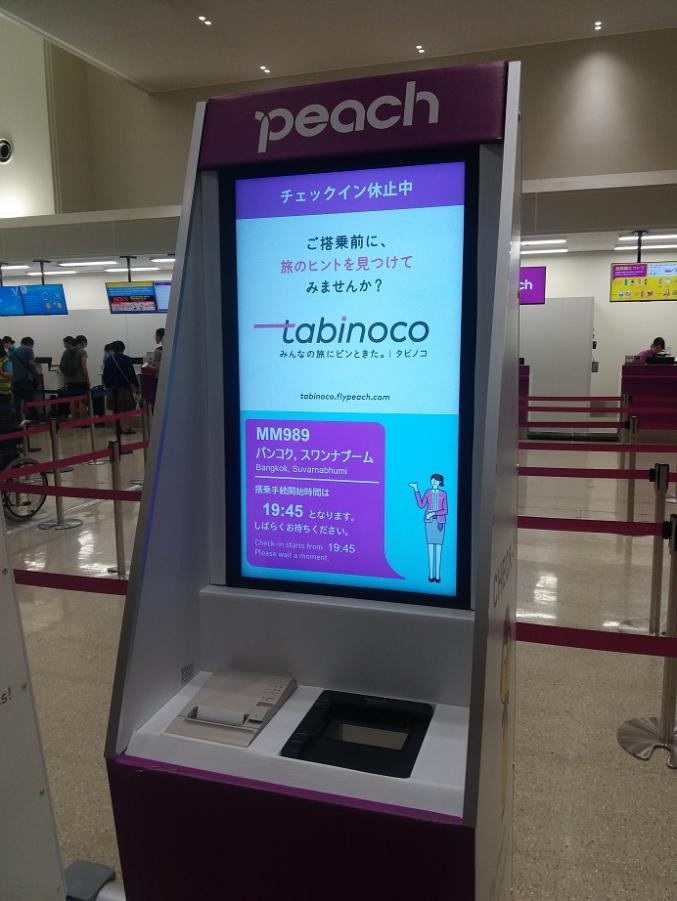 peach
チェックイン休止中
ご搭乗前に、
旅のヒントを見つけて
みませんか？
tabinoco
みんなの旅にピンときた。| タビノコ
tabinoco.flypeach.com
MM989
バンコク, スワンナプーム
Bangkok, Suvarnabhumi
搭乗手続開始時間は
19:45 となります。
しばらくお待ちください。
Check-in starts from 19:45
Please wait a moment.
ch
CHECK
s!